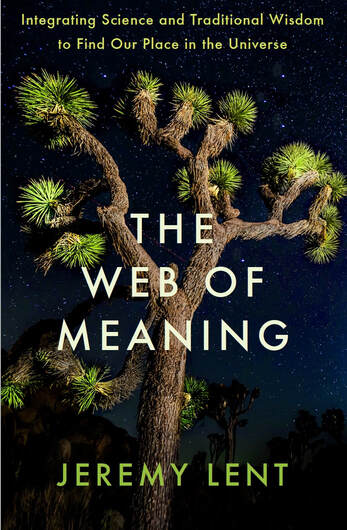 Integrating Science and Traditional Wisdom
to Find Our Place in the Universe
THE
WEB OF
MEANING
JEREMY LENT